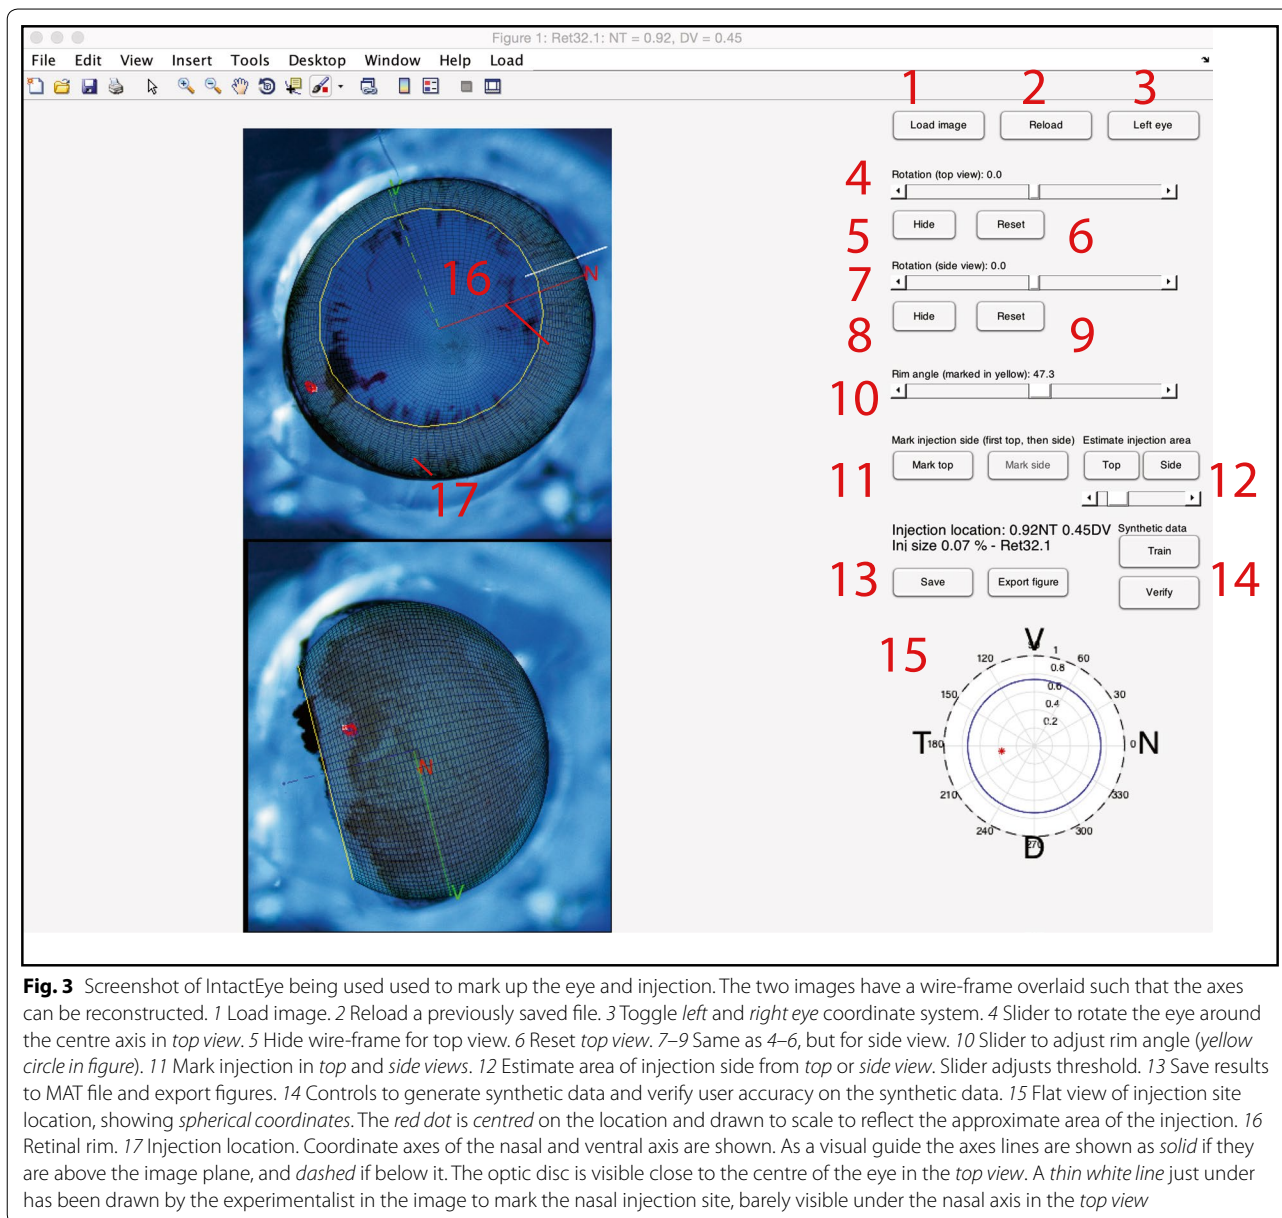 Figure 1: Ret32.1: NT = 0.92, DV = 0.45
File Edit View Insert Tools Desktop Window Help Load
1 2 3
Load image Reload Left eye
4 Rotation (top view): 0.0
5 Hide Reset 6
7 Rotation (side view): 0.0
8 Hide Reset 9
10 Rim angle (marked in yellow): 47.3
Mark injection side (first top, then side) Estimate injection area
11 Mark top Mark side Top Side 12
Injection location: 0.92NT 0.45DV Synthetic data
Inj size 0.07 % - Ret32.1 Train
13 Save Export figure Verify 14
15
V
90 1
120 0.8 60
150 0.6 30
0.4
0.2
T 180 0 N
210 330
240 300
270
D
V
16 N
17
N
V
Fig. 3 Screenshot of IntactEye being used used to mark up the eye and injection. The two images have a wire-frame overlaid such that the axes
can be reconstructed. 1 Load image. 2 Reload a previously saved file. 3 Toggle left and right eye coordinate system. 4 Slider to rotate the eye around
the centre axis in top view. 5 Hide wire-frame for top view. 6 Reset top view. 7–9 Same as 4–6, but for side view. 10 Slider to adjust rim angle (yellow
circle in figure). 11 Mark injection in top and side views. 12 Estimate area of injection side from top or side view. Slider adjusts threshold. 13 Save results
to MAT file and export figures. 14 Controls to generate synthetic data and verify user accuracy on the synthetic data. 15 Flat view of injection site
location, showing spherical coordinates. The red dot is centred on the location and drawn to scale to reflect the approximate area of the injection. 16
Retinal rim. 17 Injection location. Coordinate axes of the nasal and ventral axis are shown. As a visual guide the axes lines are shown as solid if they
are above the image plane, and dashed if below it. The optic disc is visible close to the centre of the eye in the top view. A thin white line just under
has been drawn by the experimentalist in the image to mark the nasal injection site, barely visible under the nasal axis in the top view